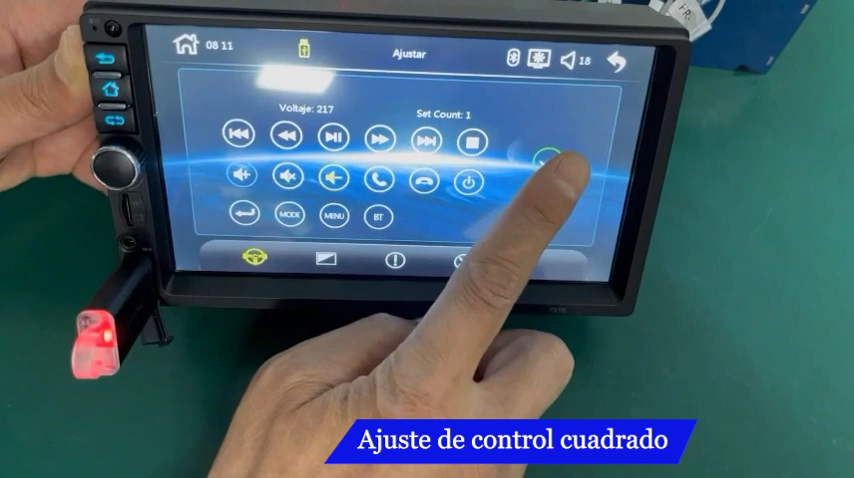 08 11
Ajustar
18
Voltaje: 217
Set Count: 1
MODE
MENU
BT
Ajuste de control cuadrado